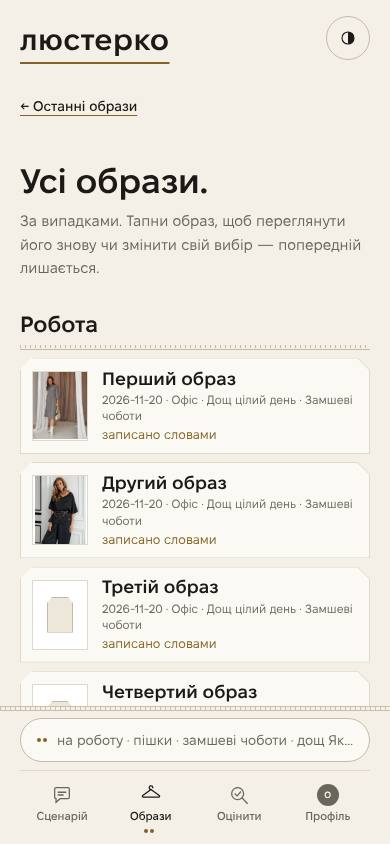 люстерко
← Останні образи
Усі образи.
За випадками. Тапни образ, щоб переглянути
його знову чи змінити свій вибір — попередній
лишається.
Робота
Перший образ
2026-11-20 · Офіс · Дощ цілий день · Замшеві
чоботи
записано словами
Другий образ
2026-11-20 · Офіс · Дощ цілий день · Замшеві
чоботи
записано словами
Третій образ
2026-11-20 · Офіс · Дощ цілий день · Замшеві
чоботи
записано словами
Четвертий образ
на роботу · пішки · замшеві чоботи · дощ Як...
Сценарій
Образи
Оцінити
О
Профіль